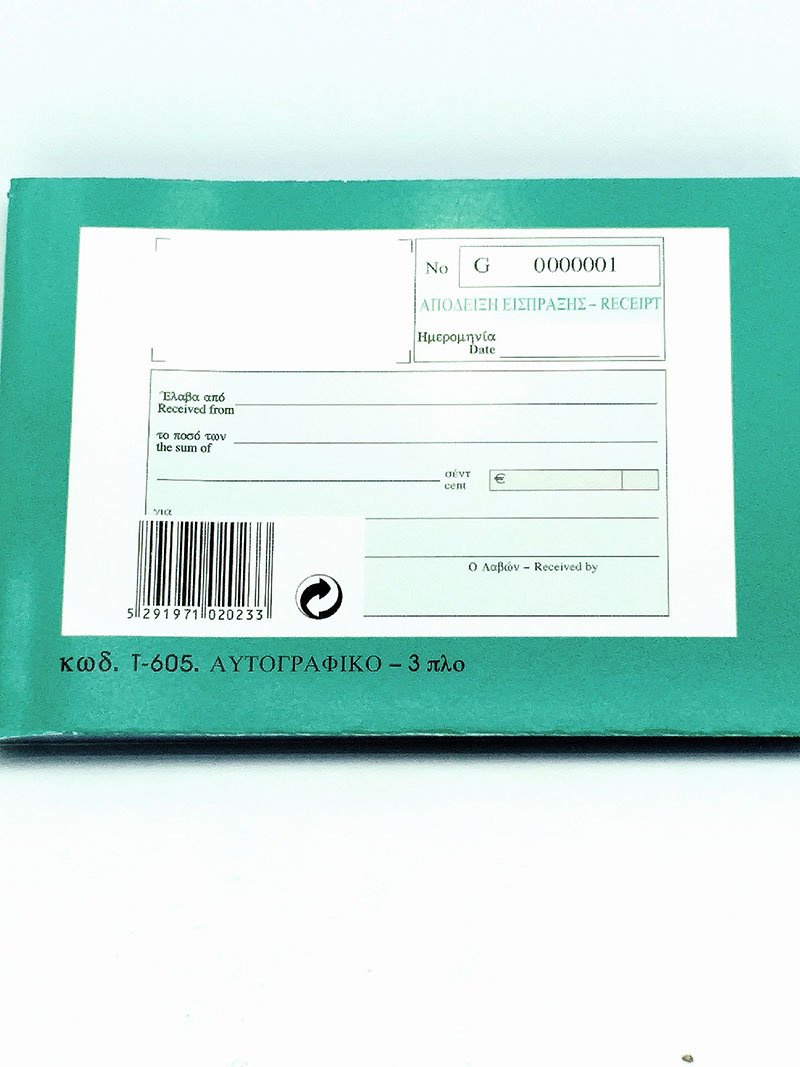 No G 0000001
ΑΠΟΔΕΙΞΗ ΕΙΣΠΡΑΞΗΣ – RECEIPT
Ημερομηνία
Date
Έλαβα από
Received from
το ποσό των
the sum of
σέντ
cent
€
για
Ο Λαβών – Received by
5 291971 020233
κωδ. Τ-605. ΑΥΤΟΓΡΑΦΙΚΟ – 3 πλο